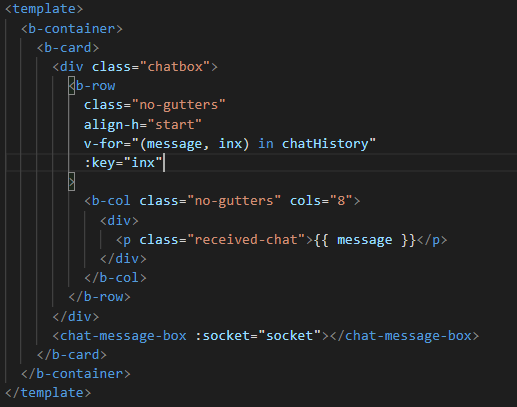 <template>
  <b-container>
    <b-card>
      <div class="chatbox">
        <b-row
          class="no-gutters"
          align-h="start"
          v-for="(message, inx) in chatHistory"
          :key="inx"
        >
          <b-col class="no-gutters" cols="8">
            <div>
              <p class="received-chat">{{ message }}</p>
            </div>
          </b-col>
        </b-row>
      </div>
      <chat-message-box :socket="socket"></chat-message-box>
    </b-card>
  </b-container>
</template>